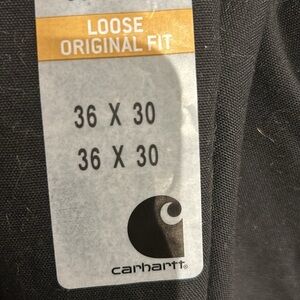 LOOSE
ORIGINAL FIT
36 X 30
36 X 30
carhartt